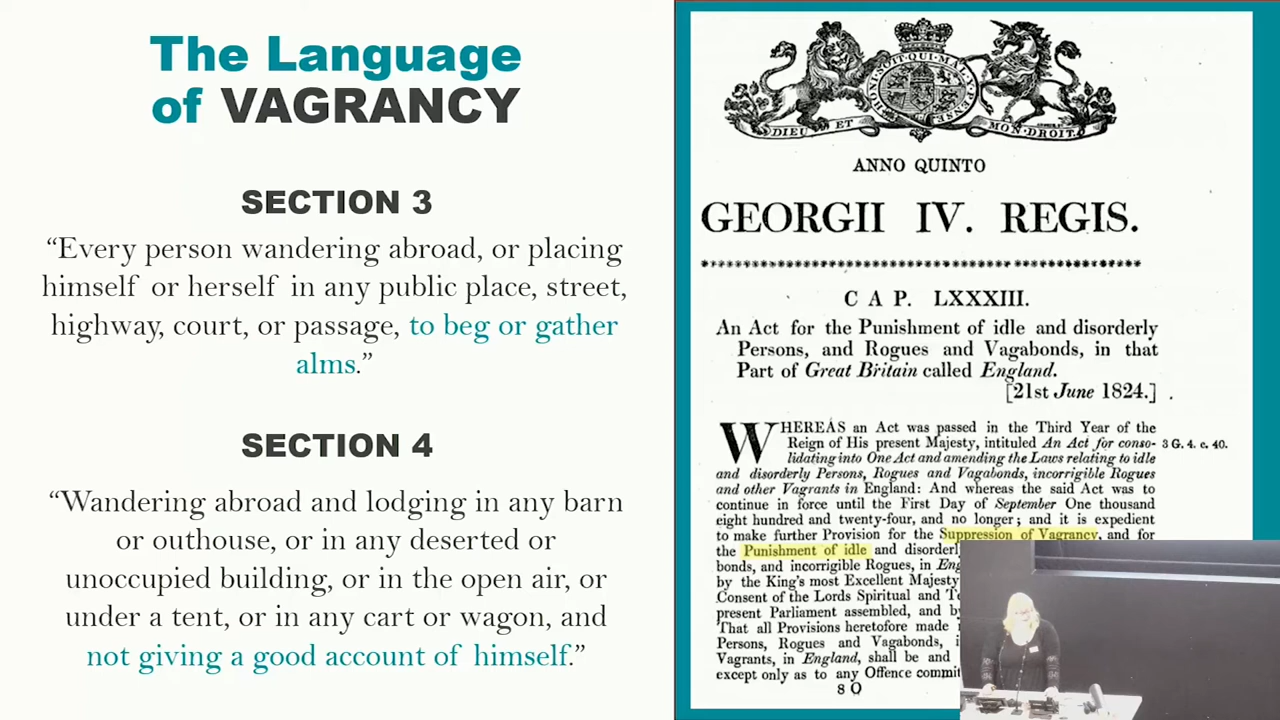 The Language
of VAGRANCY
SECTION 3
“Every person wandering abroad, or placing
himself or herself in any public place, street,
highway, court, or passage, to beg or gather
alms.”
SECTION 4
“Wandering abroad and lodging in any barn
or outhouse, or in any deserted or
unoccupied building, or in the open air, or
under a tent, or in any cart or wagon, and
not giving a good account of himself.”
DIEU ET MON DROIT.
ANNO QUINTO
GEORGII IV. REGIS.
CAP. LXXXIII.
An Act for the Punishment of idle and disorderly
Persons, and Rogues and Vagabonds, in that
Part of Great Britain called England.
[21st June 1824.]
WHEREAS an Act was passed in the Third Year of the
Reign of His present Majesty, intituled An Act for conso- 3 G. 4. c. 40.
lidating into One Act and amending the Laws relating to idle
and disorderly Persons, Rogues and Vagabonds, incorrigible Rogues
and other Vagrants in England: And whereas the said Act was to
continue in force until the First Day of September One thousand
eight hundred and twenty-four, and no longer; and it is expedient
to make further Provision for the Suppression of Vagrancy, and for
the Punishment of idle and disorderl
bonds, and incorrigible Rogues, in Eng
by the King's most Excellent Majesty
Consent of the Lords Spiritual and Te
present Parliament assembled, and by
That all Provisions heretofore made
Persons, Rogues and Vagabonds, i
Vagrants, in England, shall be and
except only as to any Offence commit
8 Q